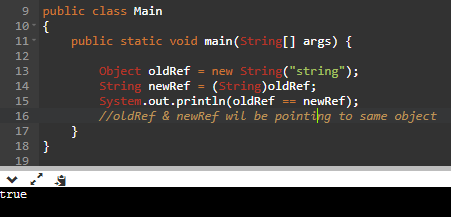 9 public class Main
10 {
11 public static void main(String[] args) {
12
13 Object oldRef = new String("string");
14 String newRef = (String)oldRef;
15 System.out.println(oldRef == newRef);
16 //oldRef & newRef wil be pointing to same object
17 }
18 }
19
true